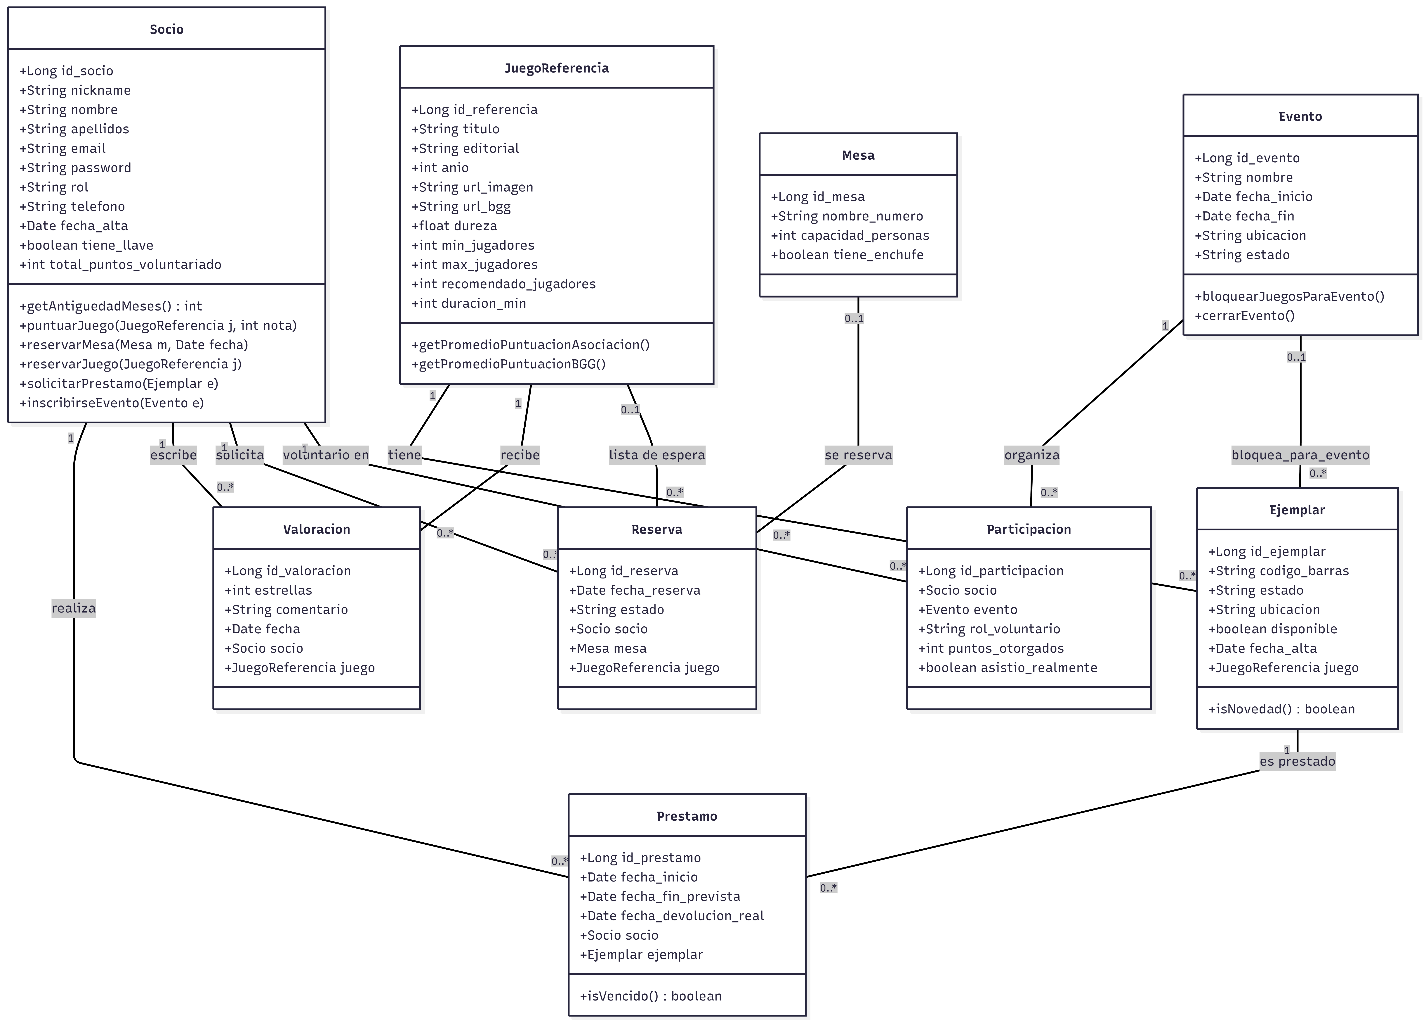 Socio
+Long id_socio
+String nickname
+String nombre
+String apellidos
+String email
+String password
+String rol
+String telefono
+Date fecha_alta
+boolean tiene_llave
+int total_puntos_voluntariado
+getAntiguedadMeses() : int
+puntuarJuego(JuegoReferencia j, int nota)
+reservarMesa(Mesa m, Date fecha)
+reservarJuego(JuegoReferencia j)
+solicitarPrestamo(Ejemplar e)
+inscribirseEvento(Evento e)
JuegoReferencia
+Long id_referencia
+String titulo
+String editorial
+int anio
+String url_imagen
+String url_bgg
+float dureza
+int min_jugadores
+int max_jugadores
+int recomendado_jugadores
+int duracion_min
+getPromedioPuntuacionAsociacion()
+getPromedioPuntuacionBGG()
Mesa
+Long id_mesa
+String nombre_numero
+int capacidad_personas
+boolean tiene_enchufe
Evento
+Long id_evento
+String nombre
+Date fecha_inicio
+Date fecha_fin
+String ubicacion
+String estado
+bloquearJuegosParaEvento()
+cerrarEvento()
1
1
1
1
1
1
0..1
0..1
1
0..1
escribe
solicita
voluntario en
tiene
recibe
lista de espera
se reserva
organiza
bloquea_para_evento
0..*
0..*
0..*
0..*
0..*
0..*
0..*
0..*
0..*
Valoracion
+Long id_valoracion
+int estrellas
+String comentario
+Date fecha
+Socio socio
+JuegoReferencia juego
Reserva
+Long id_reserva
+Date fecha_reserva
+String estado
+Socio socio
+Mesa mesa
+JuegoReferencia juego
Participacion
+Long id_participacion
+Socio socio
+Evento evento
+String rol_voluntario
+int puntos_otorgados
+boolean asistio_realmente
Ejemplar
+Long id_ejemplar
+String codigo_barras
+String estado
+String ubicacion
+boolean disponible
+Date fecha_alta
+JuegoReferencia juego
+isNovedad() : boolean
realiza
1
es prestado
0..*
0..*
Prestamo
+Long id_prestamo
+Date fecha_inicio
+Date fecha_fin_prevista
+Date fecha_devolucion_real
+Socio socio
+Ejemplar ejemplar
+isVencido() : boolean